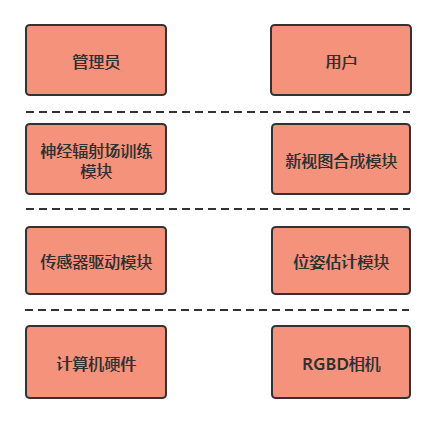 管理员
用户
神经辐射场训练
模块
新视图合成模块
传感器驱动模块
位姿估计模块
计算机硬件
RGBD相机